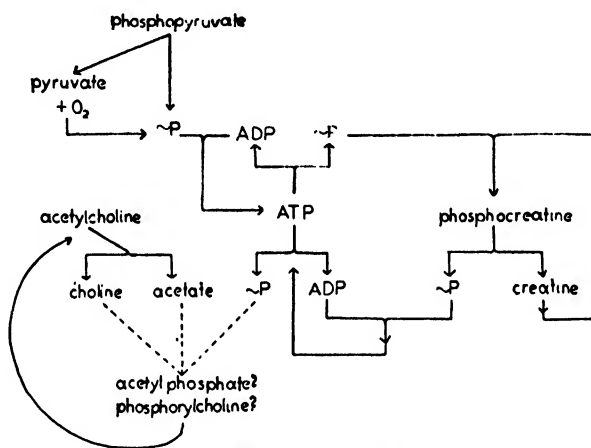 phosphopyruvate
pyruvate
+ O₂
~P
ADP
~P
ATP
acetylcholine
phosphocreatine
choline
acetate
~P
ADP
~P
creatine
acetyl phosphate?
phosphorylcholine?